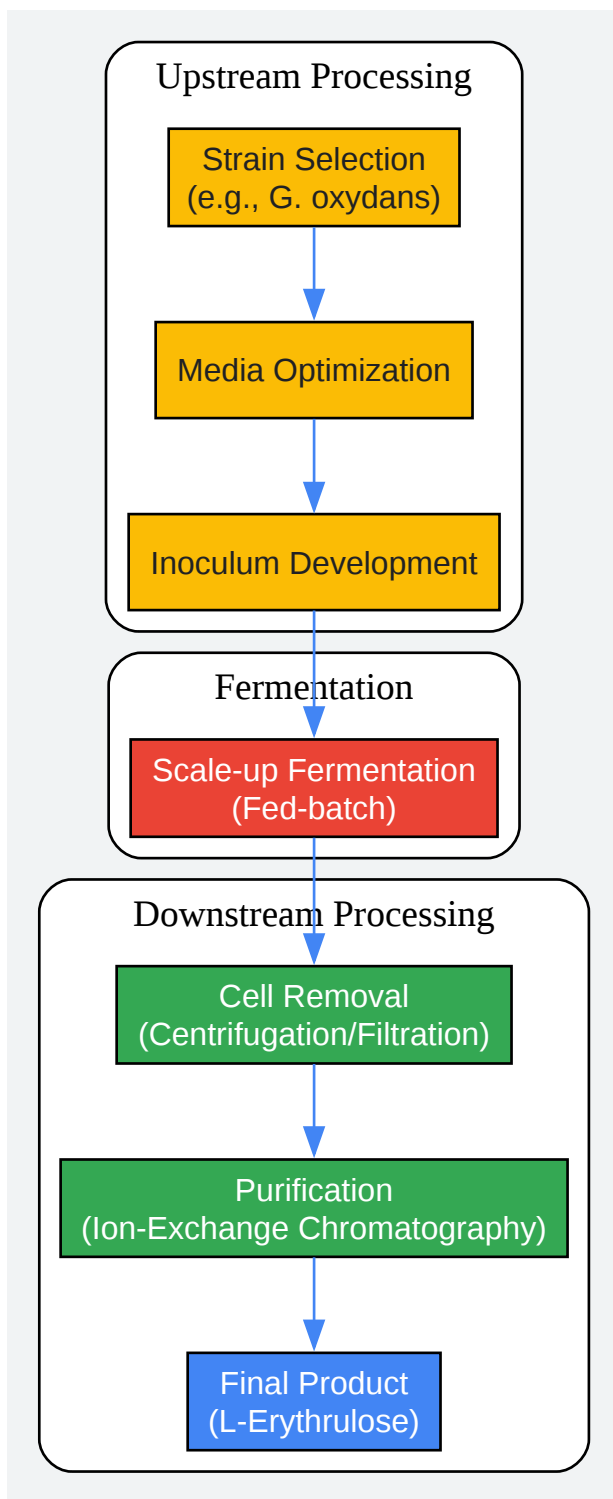 Upstream Processing
Strain Selection
(e.g., G. oxydans)
Media Optimization
Inoculum Development
Fermentation
Scale-up Fermentation
(Fed-batch)
Downstream Processing
Cell Removal
(Centrifugation/Filtration)
Purification
(Ion-Exchange Chromatography)
Final Product
(L-Erythrulose)